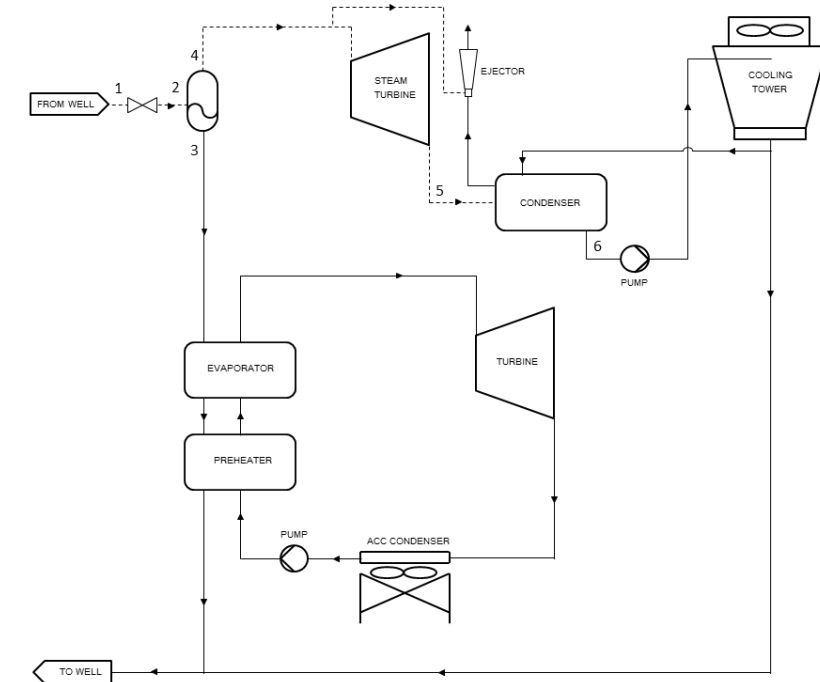 4
EJECTOR
STEAM
TURBINE
COOLING
TOWER
FROM WELL
1
2
3
5
CONDENSER
6
PUMP
EVAPORATOR
TURBINE
PREHEATER
PUMP
ACC CONDENSER
TO WELL